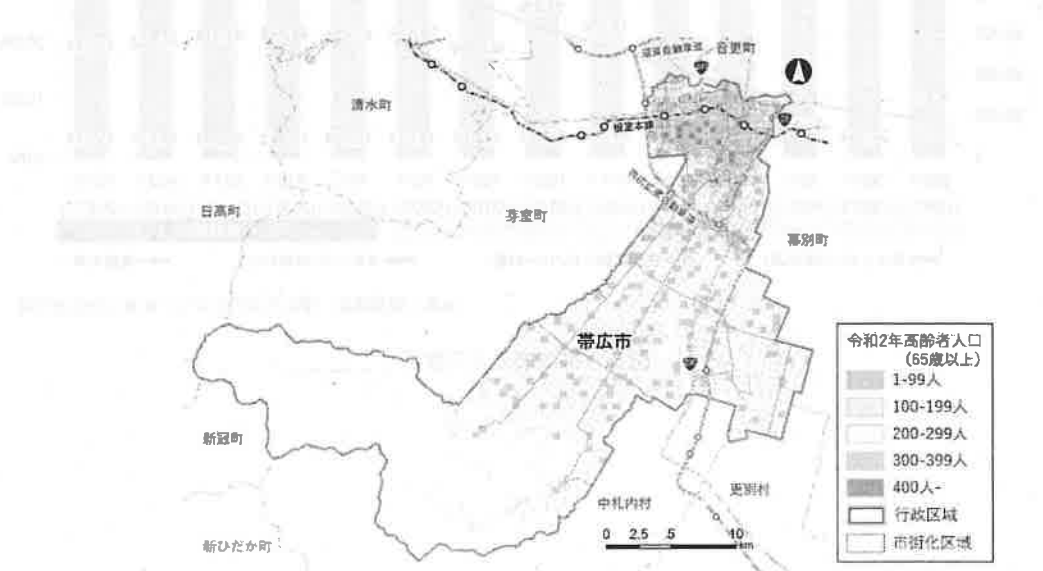 音更町
清水町
根室本線
日高町
芽室町
幕別町
帯広市
令和2年高齢者人口
(65歳以上)
1-99人
100-199人
200-299人
300-399人
400人-
行政区域
市街化区域
新冠町
中札内村
更別村
新ひだか町
0 2.5 5 10
km